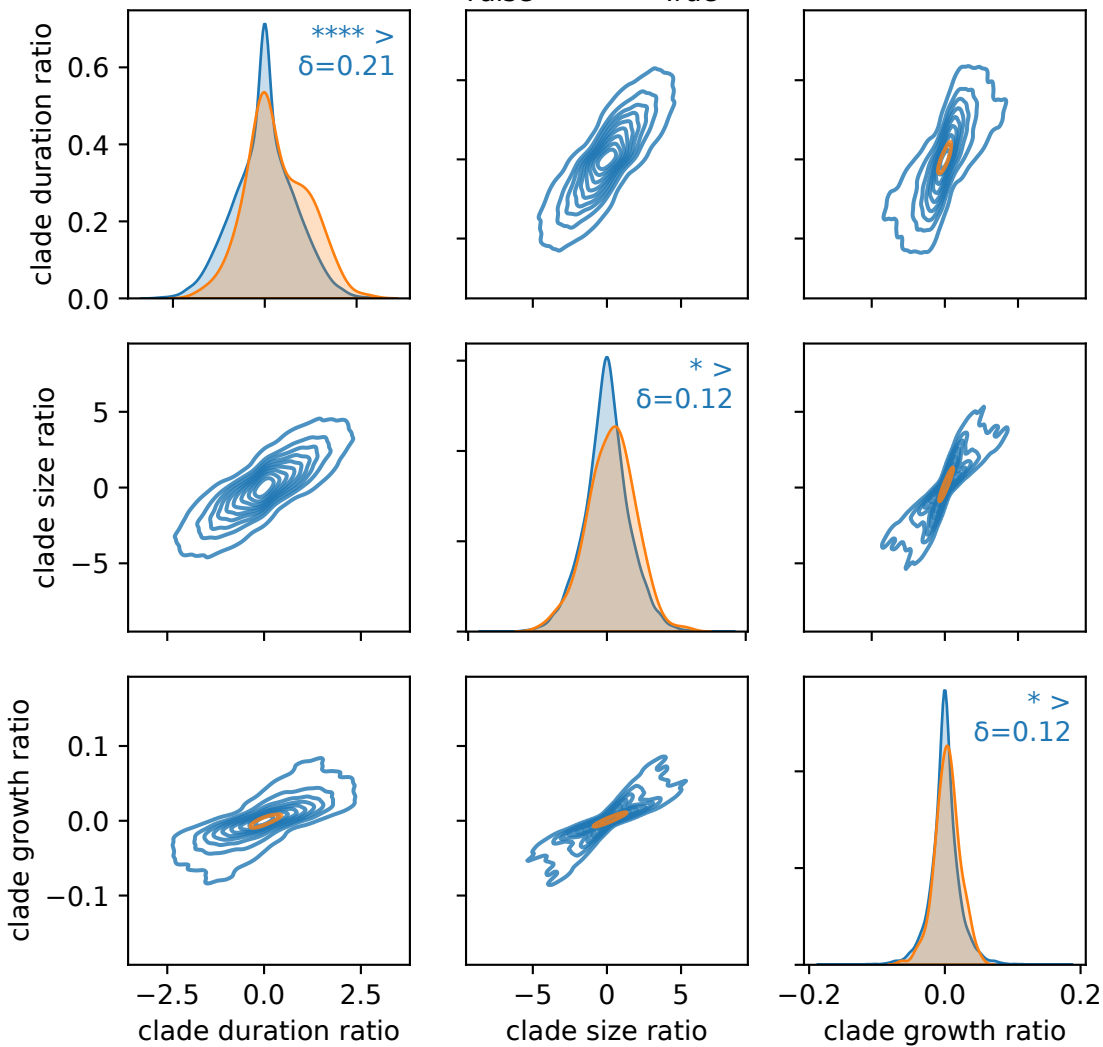 clade duration ratio
0.6
0.4
0.2
0.0
**** >
δ=0.21
clade size ratio
5
0
−5
* >
δ=0.12
clade growth ratio
0.1
0.0
−0.1
* >
δ=0.12
−2.5 0.0 2.5
−5 0 5
−0.2 0.0 0.2
clade duration ratio
clade size ratio
clade growth ratio